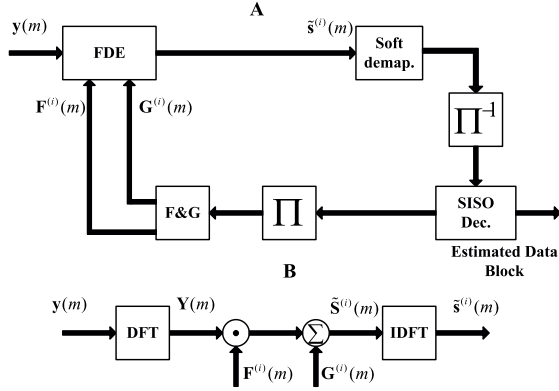 A
y(m)
FDE
s̃⁽ⁱ⁾(m)
Soft
demap.
F⁽ⁱ⁾(m)
G⁽ⁱ⁾(m)
∏⁻¹
F&G
∏
SISO
Dec.
Estimated Data
Block
B
y(m)
DFT
Y(m)
Σ
S̃⁽ⁱ⁾(m)
IDFT
s̃⁽ⁱ⁾(m)
F⁽ⁱ⁾(m)
G⁽ⁱ⁾(m)